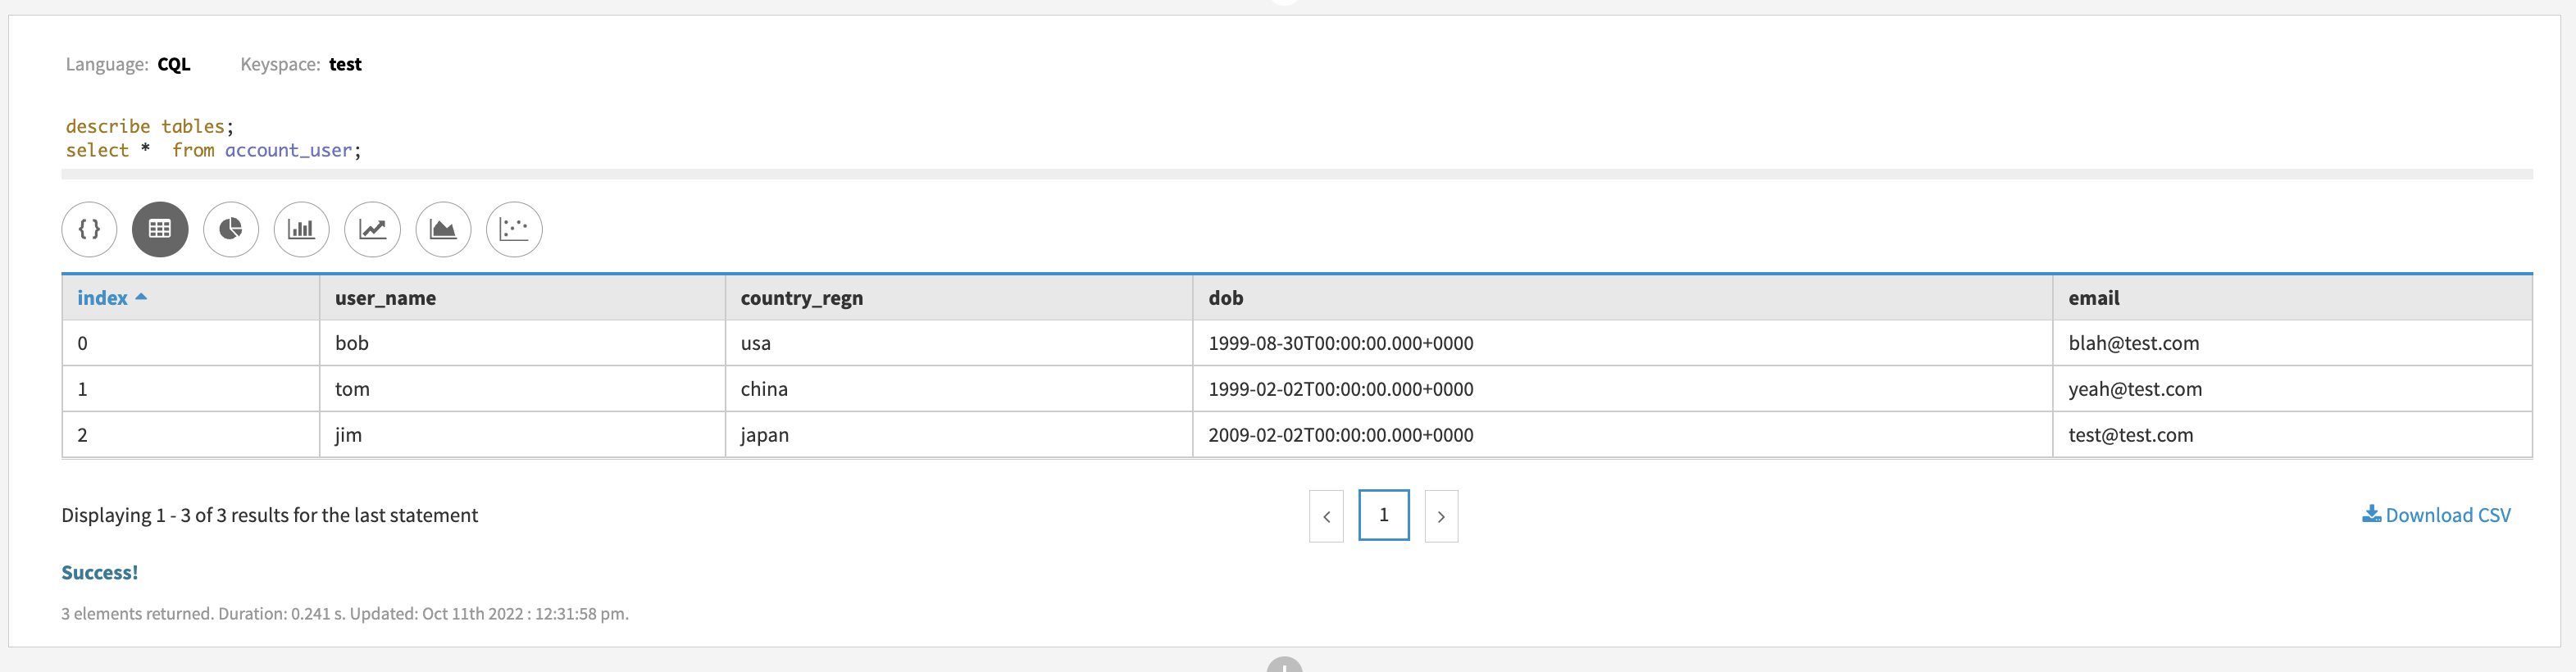 Language: CQL Keyspace: test
describe tables;
select *  from account_user;
{ }
index user_name country_regn dob email
0 bob usa 1999-08-30T00:00:00.000+0000 blah@test.com
1 tom china 1999-02-02T00:00:00.000+0000 yeah@test.com
2 jim japan 2009-02-02T00:00:00.000+0000 test@test.com
Displaying 1 - 3 of 3 results for the last statement < 1 > Download CSV
Success!
3 elements returned. Duration: 0.241 s. Updated: Oct 11th 2022 : 12:31:58 pm.